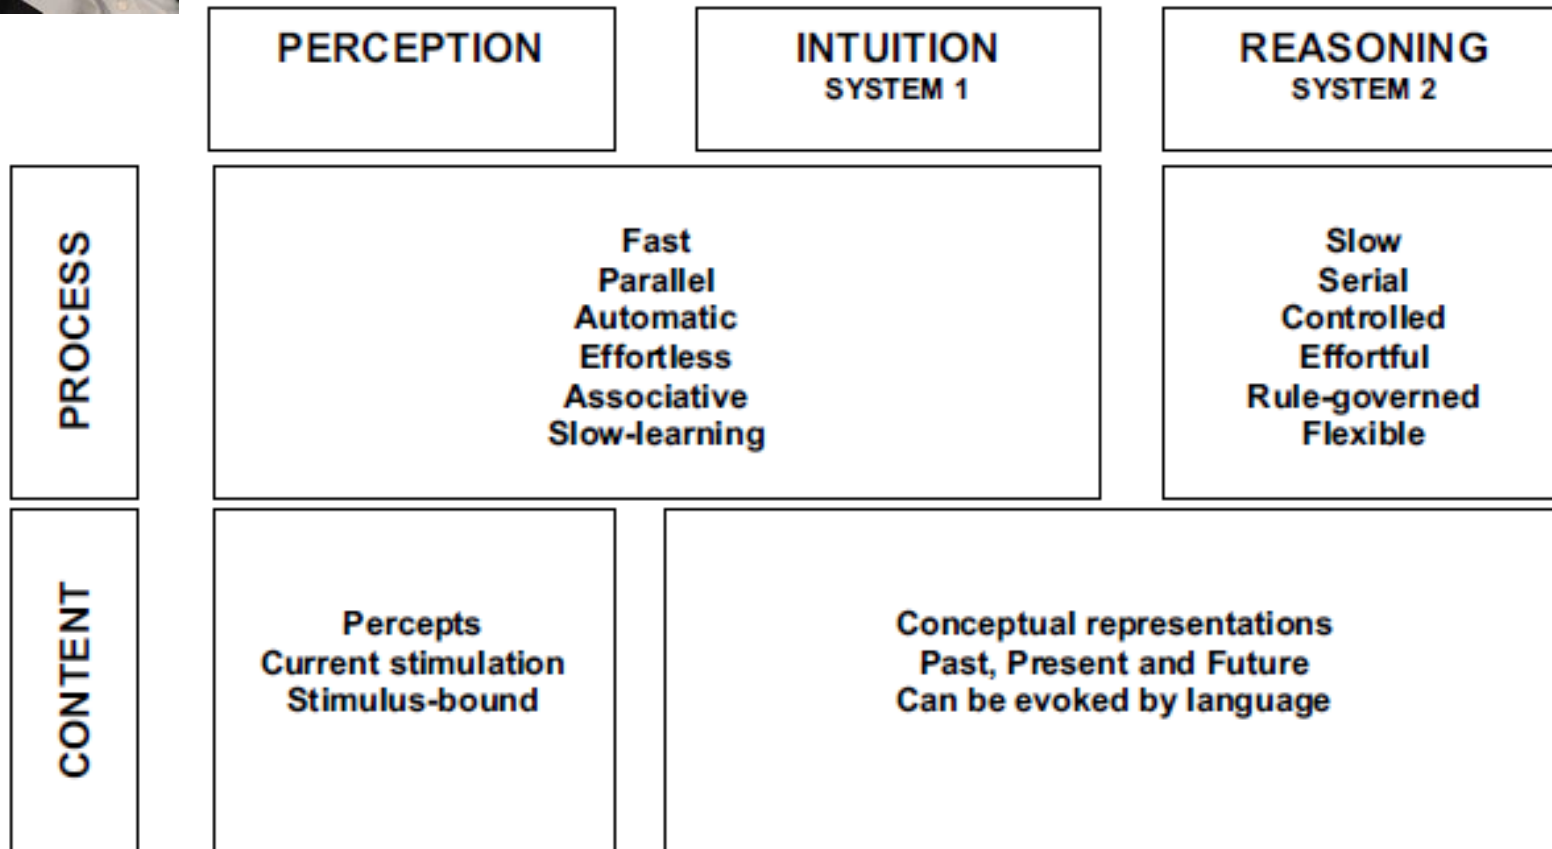 PERCEPTION
INTUITION
SYSTEM 1
REASONING
SYSTEM 2
PROCESS
Fast
Parallel
Automatic
Effortless
Associative
Slow-learning
Slow
Serial
Controlled
Effortful
Rule-governed
Flexible
CONTENT
Percepts
Current stimulation
Stimulus-bound
Conceptual representations
Past, Present and Future
Can be evoked by language